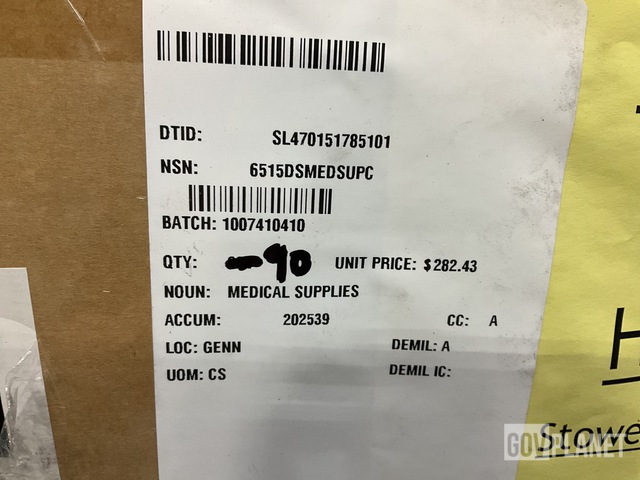 DTID: SL470151785101
NSN: 6515DSMEDSUPC
BATCH: 1007410410
QTY: 90 UNIT PRICE: $282.43
NOUN: MEDICAL SUPPLIES
ACCUM: 202539 CC: A
LOC: GENN DEMIL: A
UOM: CS DEMIL IC:
H
Stowe
GOVPLANET